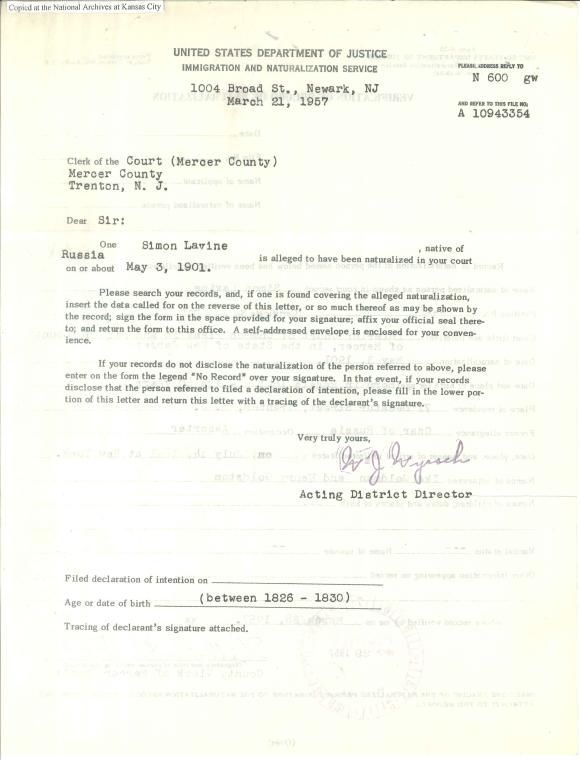 Copied at the National Archives at Kansas City
UNITED STATES DEPARTMENT OF JUSTICE
IMMIGRATION AND NATURALIZATION SERVICE
1004 Broad St., Newark, NJ
March 21, 1957
PLEASE ADDRESS REPLY TO
N 600 gw
AND REFER TO THIS FILE NO:
A 10943354
Clerk of the Court (Mercer County)
Mercer County
Trenton, N. J.
Dear Sir:
One Simon Lavine , native of
Russia is alleged to have been naturalized in your court
on or about May 3, 1901.
Please search your records, and, if one is found covering the alleged naturalization,
insert the data called for on the reverse of this letter, or so much thereof as may be shown by
the record; sign the form in the space provided for your signature; affix your official seal there-
to; and return the form to this office. A self-addressed envelope is enclosed for your conven-
ience.
If your records do not disclose the naturalization of the person referred to above, please
enter on the form the legend "No Record" over your signature. In that event, if your records
disclose that the person referred to filed a declaration of intention, please fill in the lower por-
tion of this letter and return this letter with a tracing of the declarant's signature.
Very truly yours,
Acting District Director
Filed declaration of intention on
Age or date of birth (between 1826 - 1830)
Tracing of declarant's signature attached.